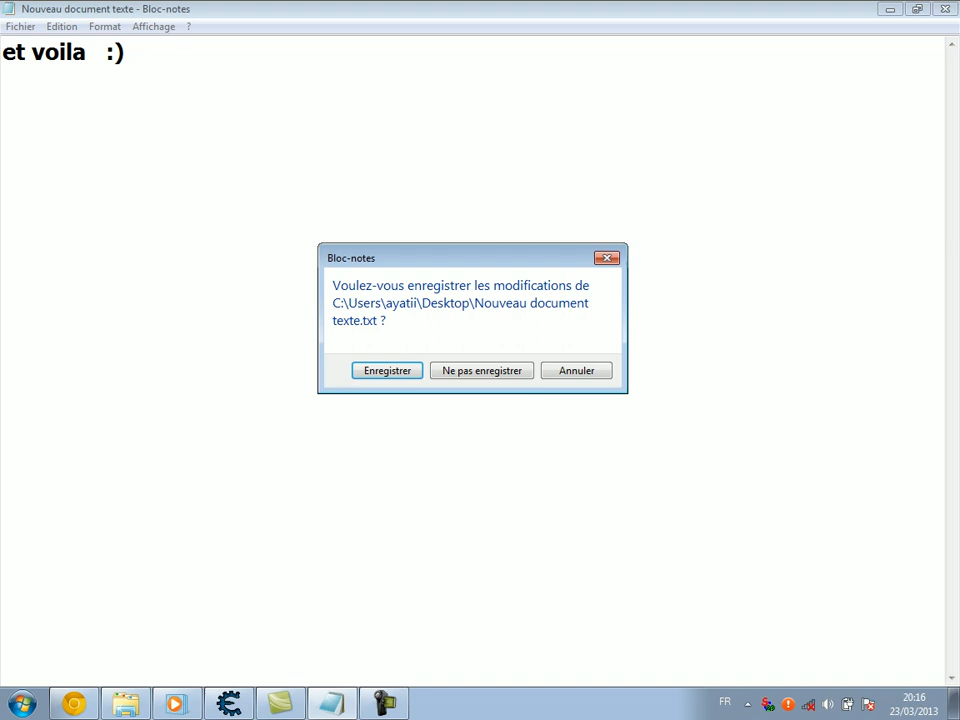 Nouveau document texte - Bloc-notes
Fichier Edition Format Affichage ?
et voila :)
Bloc-notes
Voulez-vous enregistrer les modifications de
C:\Users\ayatii\Desktop\Nouveau document
texte.txt ?
Enregistrer Ne pas enregistrer Annuler
FR
20:16
23/03/2013